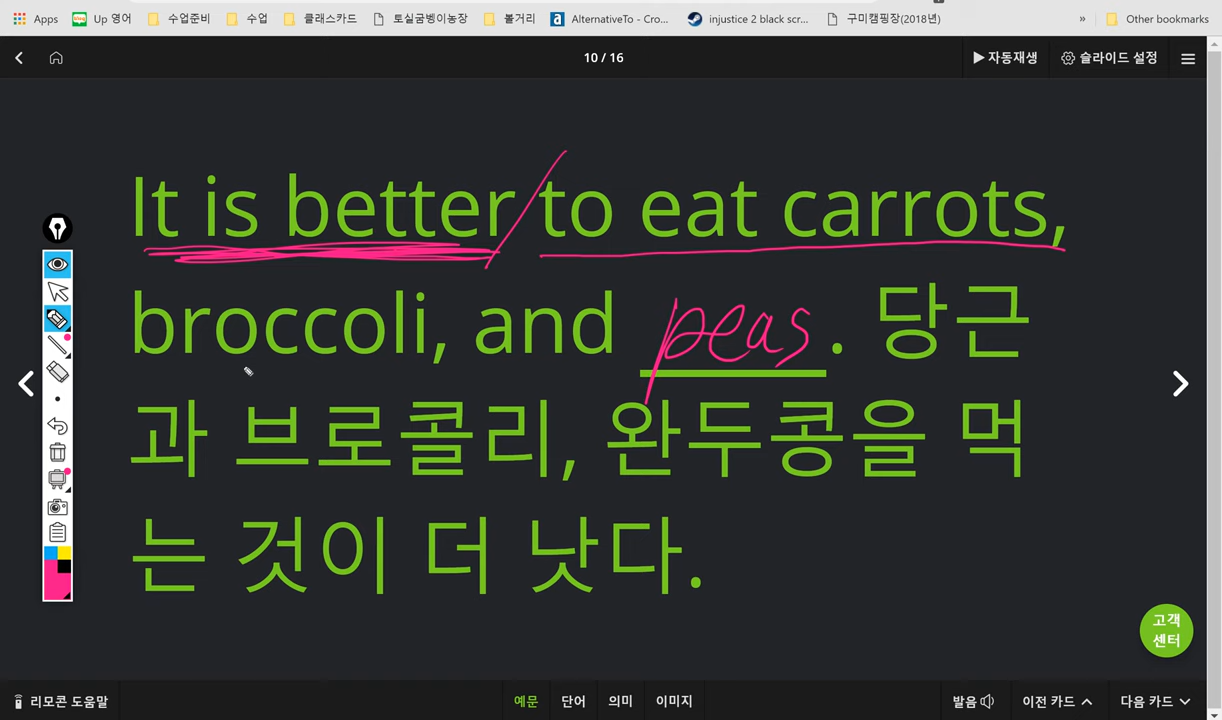 Apps Up 영어 수업준비 수업 클래스카드 토실굼벵이농장 볼거리 AlternativeTo - Cro... injustice 2 black scr... 구미캠핑장(2018년) » Other bookmarks
10 / 16 자동재생 슬라이드 설정
It is better to eat carrots,
broccoli, and peas. 당근
과 브로콜리, 완두콩을 먹
는 것이 더 낫다.
고객
센터
리모콘 도움말 예문 단어 의미 이미지 발음 이전 카드 다음 카드